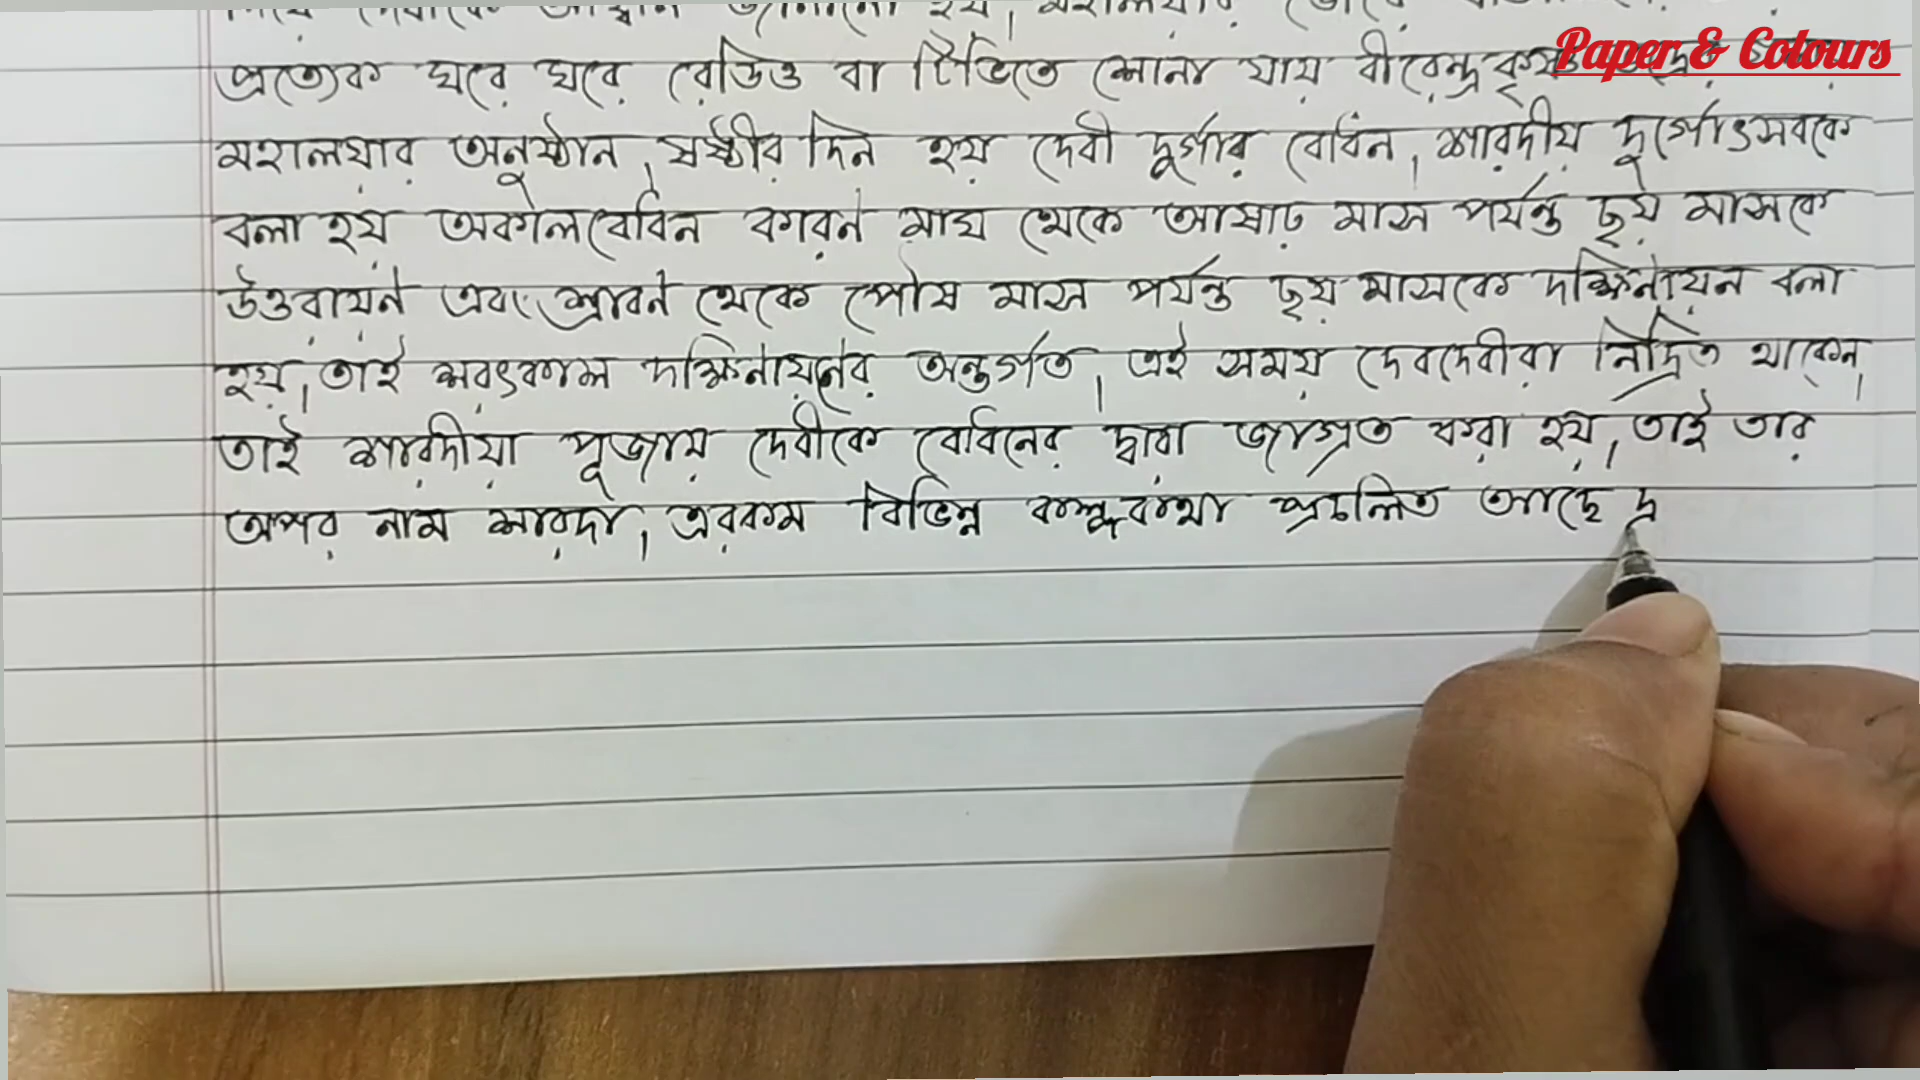 Paper & Colours
প্রত্যেক ঘরে ঘরে রেডিও বা টিভিতে শোনা যায় বীরেন্দ্রকৃষ্ণ
মহালয়ার অনুষ্ঠান। ষষ্ঠীর দিন হয় দেবী দুর্গার বোধন। শারদীয় দুর্গোৎসবকে
বলা হয় অকালবোধন কারণ মাঘ থেকে আষাঢ় মাস পর্যন্ত ছয় মাসকে
উত্তরায়ণ এবং শ্রাবণ থেকে পৌষ মাস পর্যন্ত ছয় মাসকে দক্ষিণায়ন বলা
হয়। তাই শরৎকাল দক্ষিণায়নের অন্তর্গত। এই সময় দেবদেবীরা নিদ্রিত থাকেন।
তাই শারদীয়া পূজায় দেবীকে বোধনের দ্বারা জাগ্রত করা হয়। তাই তার
অপর নাম শারদা। এরকম বিভিন্ন প্রচলিত আছে